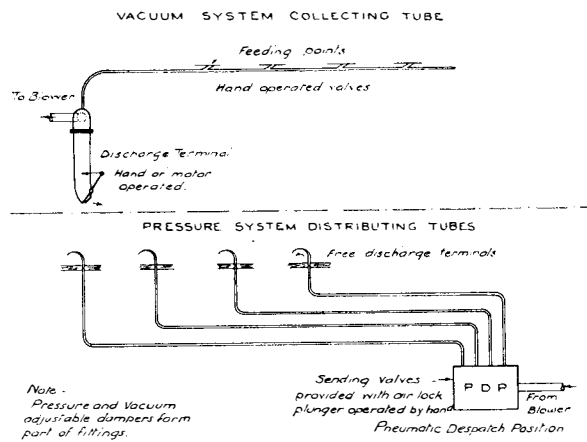 VACUUM SYSTEM COLLECTING TUBE
Feeding points
Hand operated valves
To Blower
Discharge Terminal
Hand or motor
operated.
PRESSURE SYSTEM DISTRIBUTING TUBES
Free discharge terminals
Sending valves
provided with air lock
plunger operated by hand
P D P
From
Blower
Pneumatic Despatch Position
Note -
Pressure and Vacuum
adjustable dampers form
part of fittings.